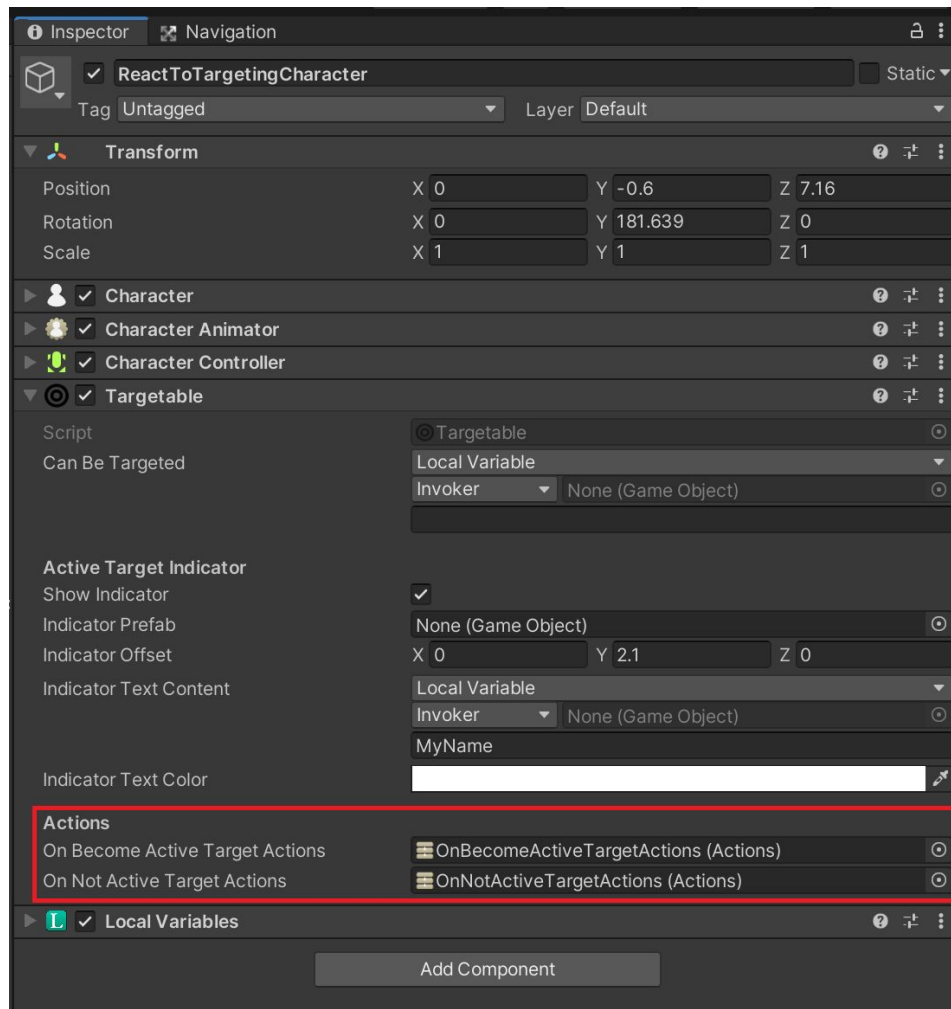 Inspector Navigation
ReactToTargetingCharacter Static
Tag Untagged Layer Default
Transform
Position X 0 Y -0.6 Z 7.16
Rotation X 0 Y 181.639 Z 0
Scale X 1 Y 1 Z 1
Character
Character Animator
Character Controller
Targetable
Script Targetable
Can Be Targeted Local Variable
Invoker None (Game Object)
Active Target Indicator
Show Indicator
Indicator Prefab None (Game Object)
Indicator Offset X 0 Y 2.1 Z 0
Indicator Text Content Local Variable
Invoker None (Game Object)
MyName
Indicator Text Color
Actions
On Become Active Target Actions OnBecomeActiveTargetActions (Actions)
On Not Active Target Actions OnNotActiveTargetActions (Actions)
L Local Variables
Add Component